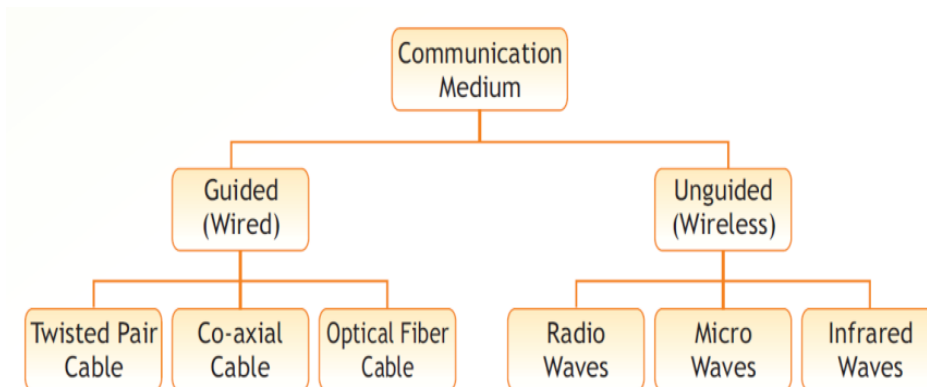 Communication
Medium
Guided
(Wired)
Unguided
(Wireless)
Twisted Pair
Cable
Co-axial
Cable
Optical Fiber
Cable
Radio
Waves
Micro
Waves
Infrared
Waves